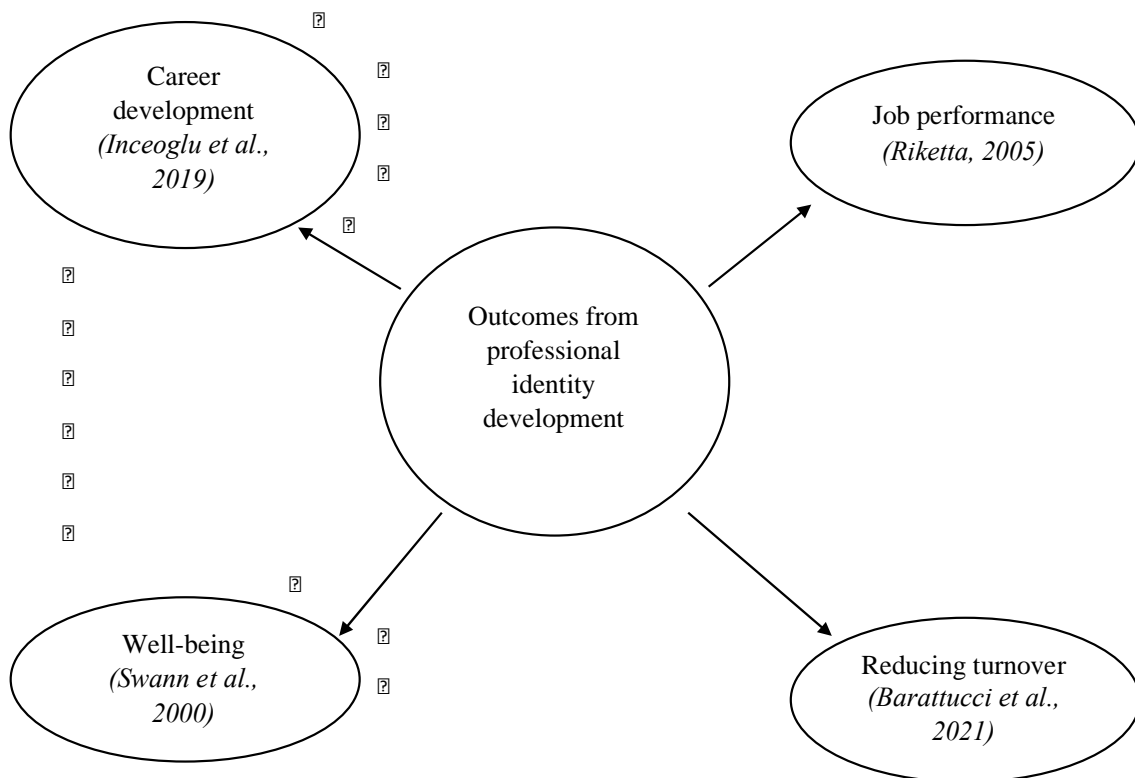 Career
development
(Inceoglu et al.,
2019)
Job performance
(Riketta, 2005)
Outcomes from
professional
identity
development
Well-being
(Swann et al.,
2000)
Reducing turnover
(Barattucci et al.,
2021)